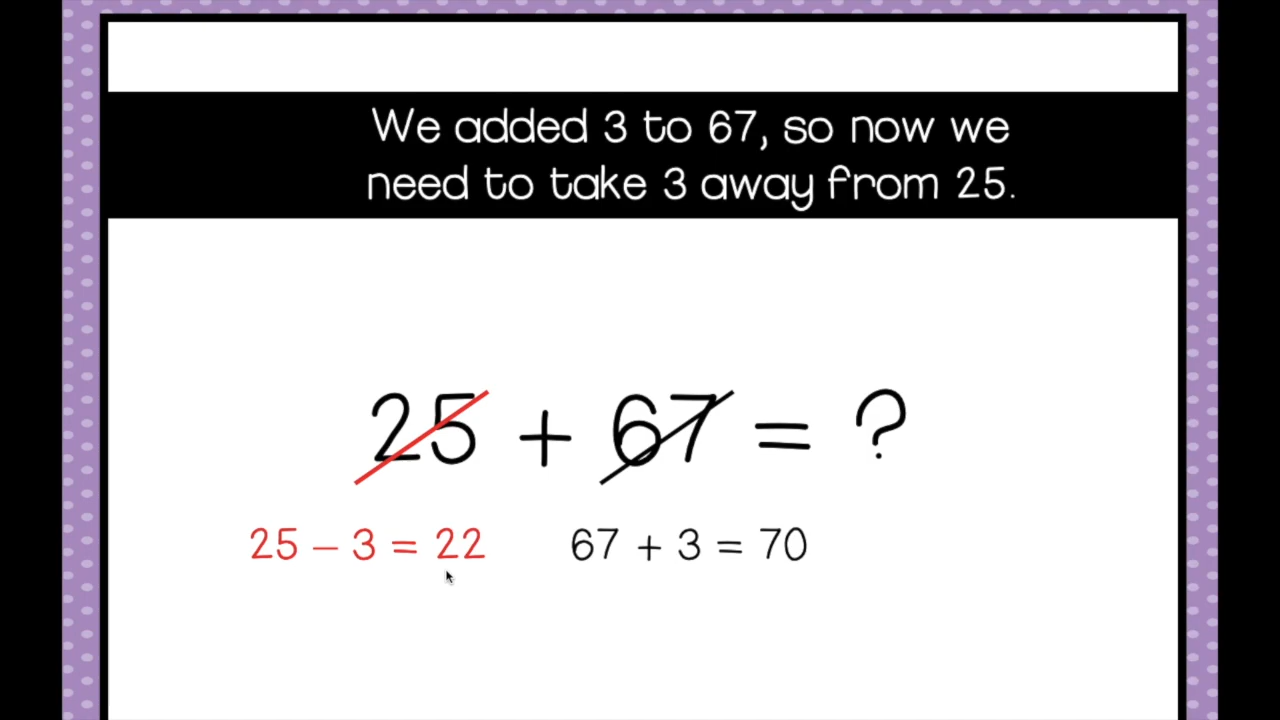 We added 3 to 67, so now we
need to take 3 away from 25.
25 + 67 = ?
25 – 3 = 22 67 + 3 = 70